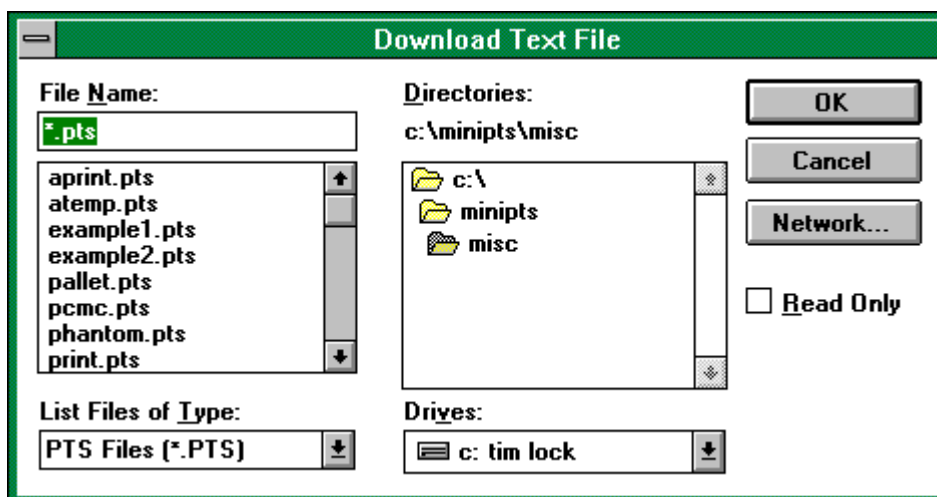 Download Text File
File Name:
*.pts
aprint.pts
atemp.pts
example1.pts
example2.pts
pallet.pts
pcmc.pts
phantom.pts
print.pts
List Files of Type:
PTS Files (*.PTS)
Directories:
c:\minipts\misc
c:\
minipts
misc
Drives:
c: tim lock
OK
Cancel
Network...
Read Only